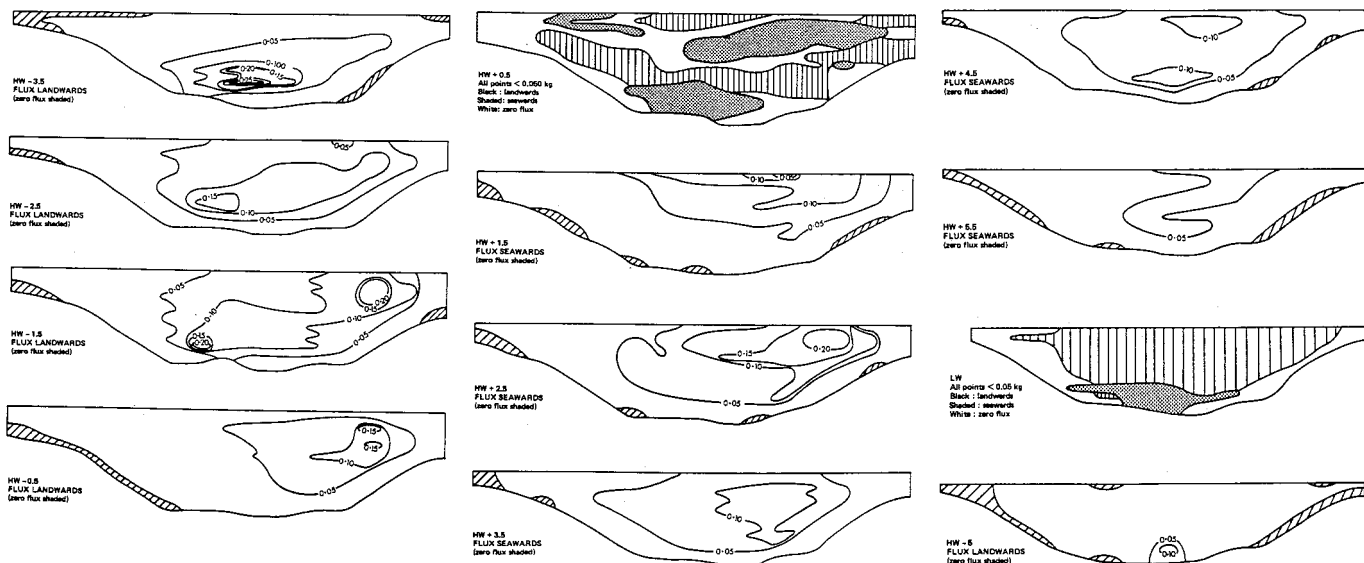 0·05
0·100
0·20
0·15
0·05
HW - 3.5
FLUX LANDWARDS
(zero flux shaded)
0·05
0·15
0·10
0·05
HW - 2.5
FLUX LANDWARDS
(zero flux shaded)
0·05
0·10
0·20
0·15
0·10
0·15
0·20
0·05
HW - 1.5
FLUX LANDWARDS
(zero flux shaded)
0·15
0·15
0·10
0·05
HW -0.5
FLUX LANDWARDS
(zero flux shaded)
HW + 0.5
All points < 0.050 kg
Black : landwards
Shaded: seawards
White: zero flux
0·10
0·05
0·10
0·05
HW + 1.5
FLUX SEAWARDS
(zero flux shaded)
0·15
0·20
0·10
0·05
HW + 2.5
FLUX SEAWARDS
(zero flux shaded)
0·10
0·05
HW + 3.5
FLUX SEAWARDS
(zero flux shaded)
0·10
0·10
0·05
HW + 4.5
FLUX SEAWARDS
(zero flux shaded)
0·05
HW + 5.5
FLUX SEAWARDS
(zero flux shaded)
LW
All points < 0.05 kg
Black : landwards
Shaded : seawards
White : zero flux
0·05
0·10
HW - 5
FLUX LANDWARDS
(zero flux shaded)